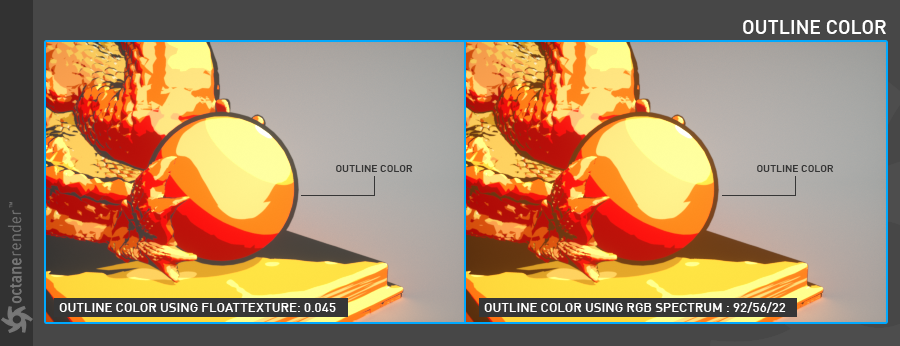 OUTLINE COLOR
OUTLINE COLOR
OUTLINE COLOR
OUTLINE COLOR USING FLOATTEXTURE: 0.045
OUTLINE COLOR USING RGB SPECTRUM : 92/56/22
octanerender™